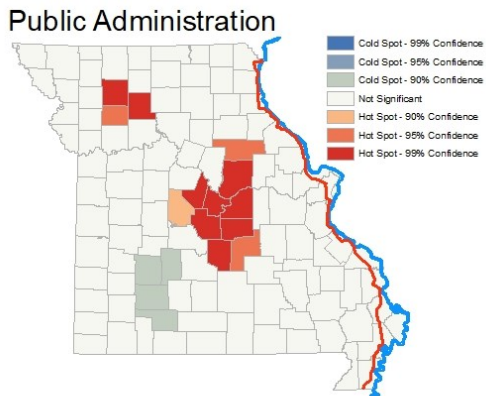 Public Administration
Cold Spot - 99% Confidence
Cold Spot - 95% Confidence
Cold Spot - 90% Confidence
Not Significant
Hot Spot - 90% Confidence
Hot Spot - 95% Confidence
Hot Spot - 99% Confidence